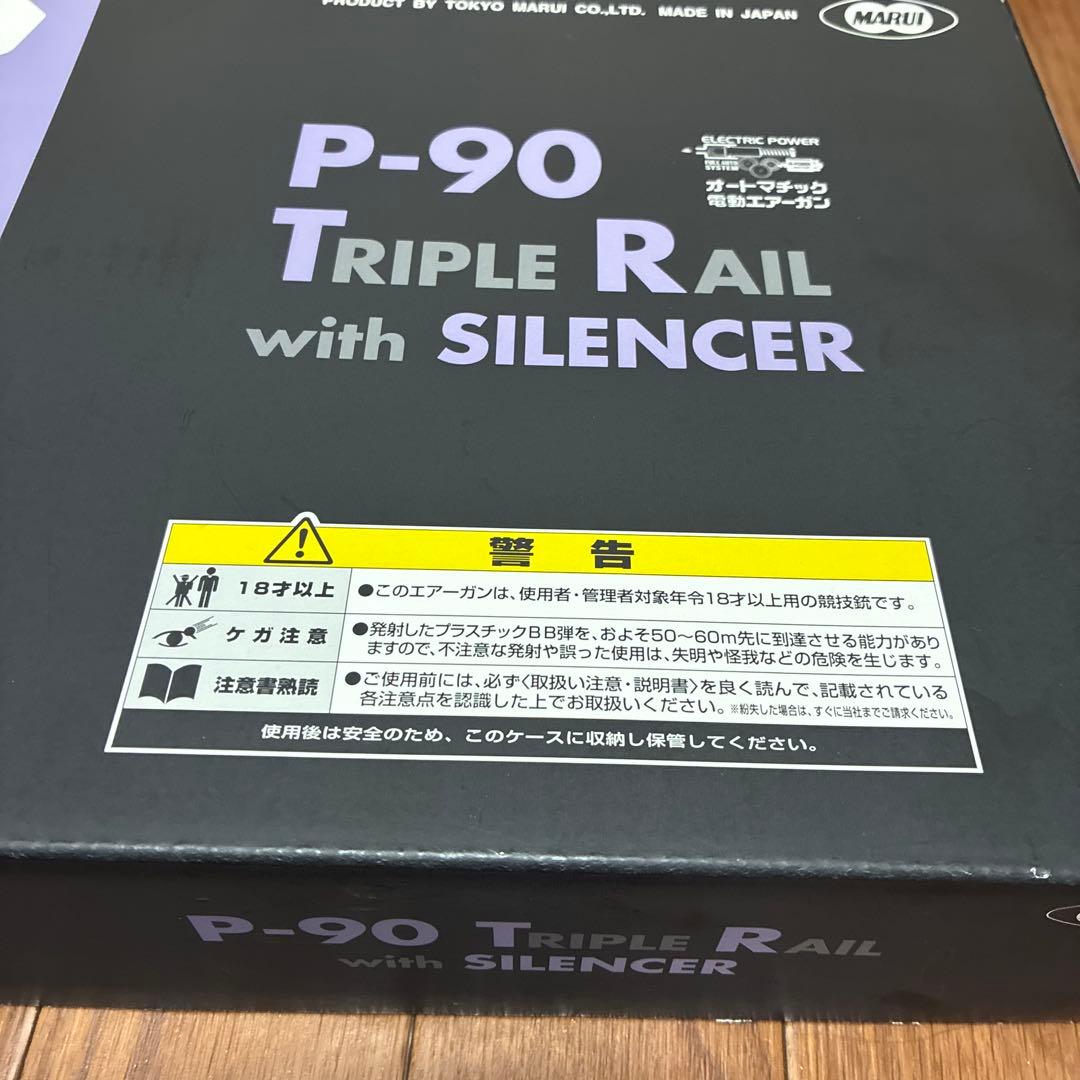 PRODUCT BY TOKYO MARUI CO.,LTD. MADE IN JAPAN
MARUI
P-90
TRIPLE RAIL
with SILENCER
ELECTRIC POWER
FULL AUTO
SYSTEM
オートマチック
電動エアーガン
警告
18才以上
●このエアーガンは、使用者・管理者対象年令18才以上用の競技銃です。
ケガ注意
●発射したプラスチックBB弾を、およそ50〜60m先に到達させる能力があり
ますので、不注意な発射や誤った使用は、失明や怪我などの危険を生じます。
注意書熟読
●ご使用前には、必ず〈取扱い注意・説明書〉を良く読んで、記載されている
各注意点を認識した上でお取扱いください。※紛失した場合は、すぐに当社までご請求ください。
使用後は安全のため、このケースに収納し保管してください。
P-90 TRIPLE RAIL
with SILENCER